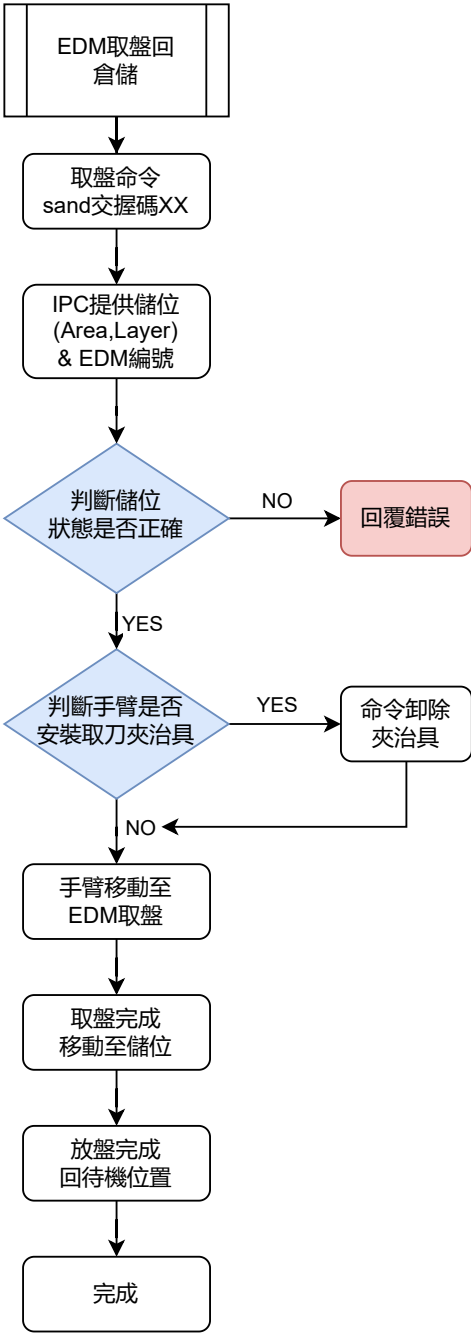 EDM取盤回
倉儲
取盤命令
sand交握碼XX
IPC提供儲位
(Area,Layer)
& EDM編號
判斷儲位
狀態是否正確
NO
回覆錯誤
YES
判斷手臂是否
安裝取刀夾治具
YES
命令卸除
夾治具
NO
手臂移動至
EDM取盤
取盤完成
移動至儲位
放盤完成
回待機位置
完成